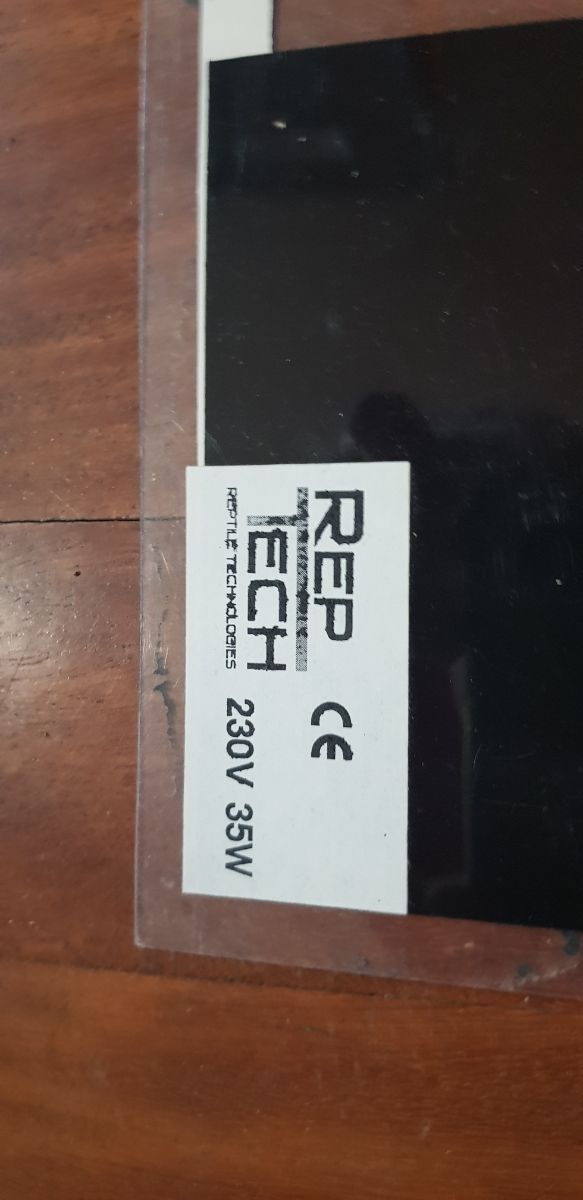 REP
TECH
REPTILE TECHNOLOGIES
CE
230V 35W